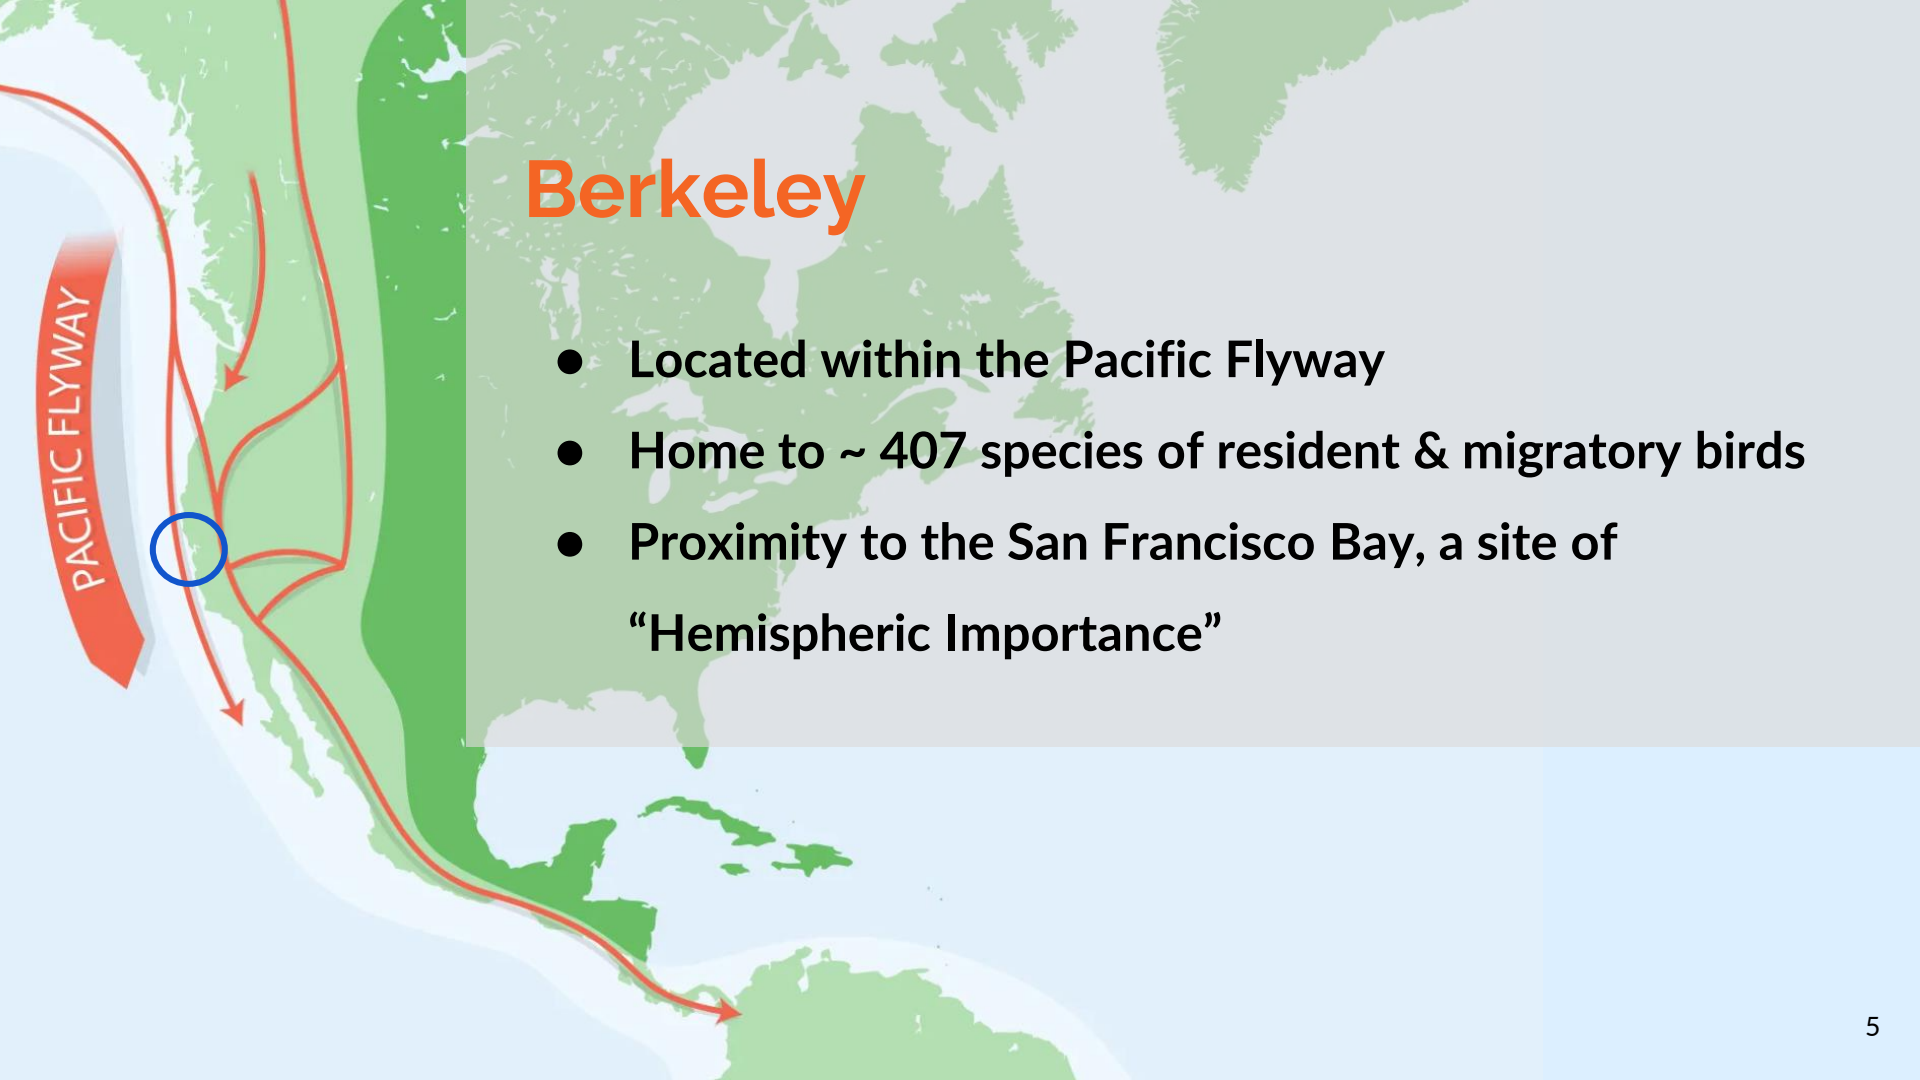 PACIFIC FLYWAY
Berkeley
● Located within the Pacific Flyway
● Home to ~ 407 species of resident & migratory birds
● Proximity to the San Francisco Bay, a site of
“Hemispheric Importance”
5